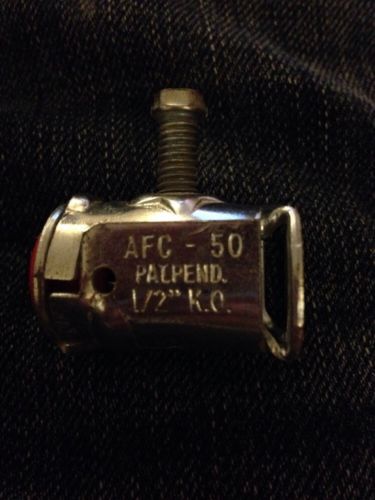 AFC - 50
PAT.PEND.
1/2" K.O.